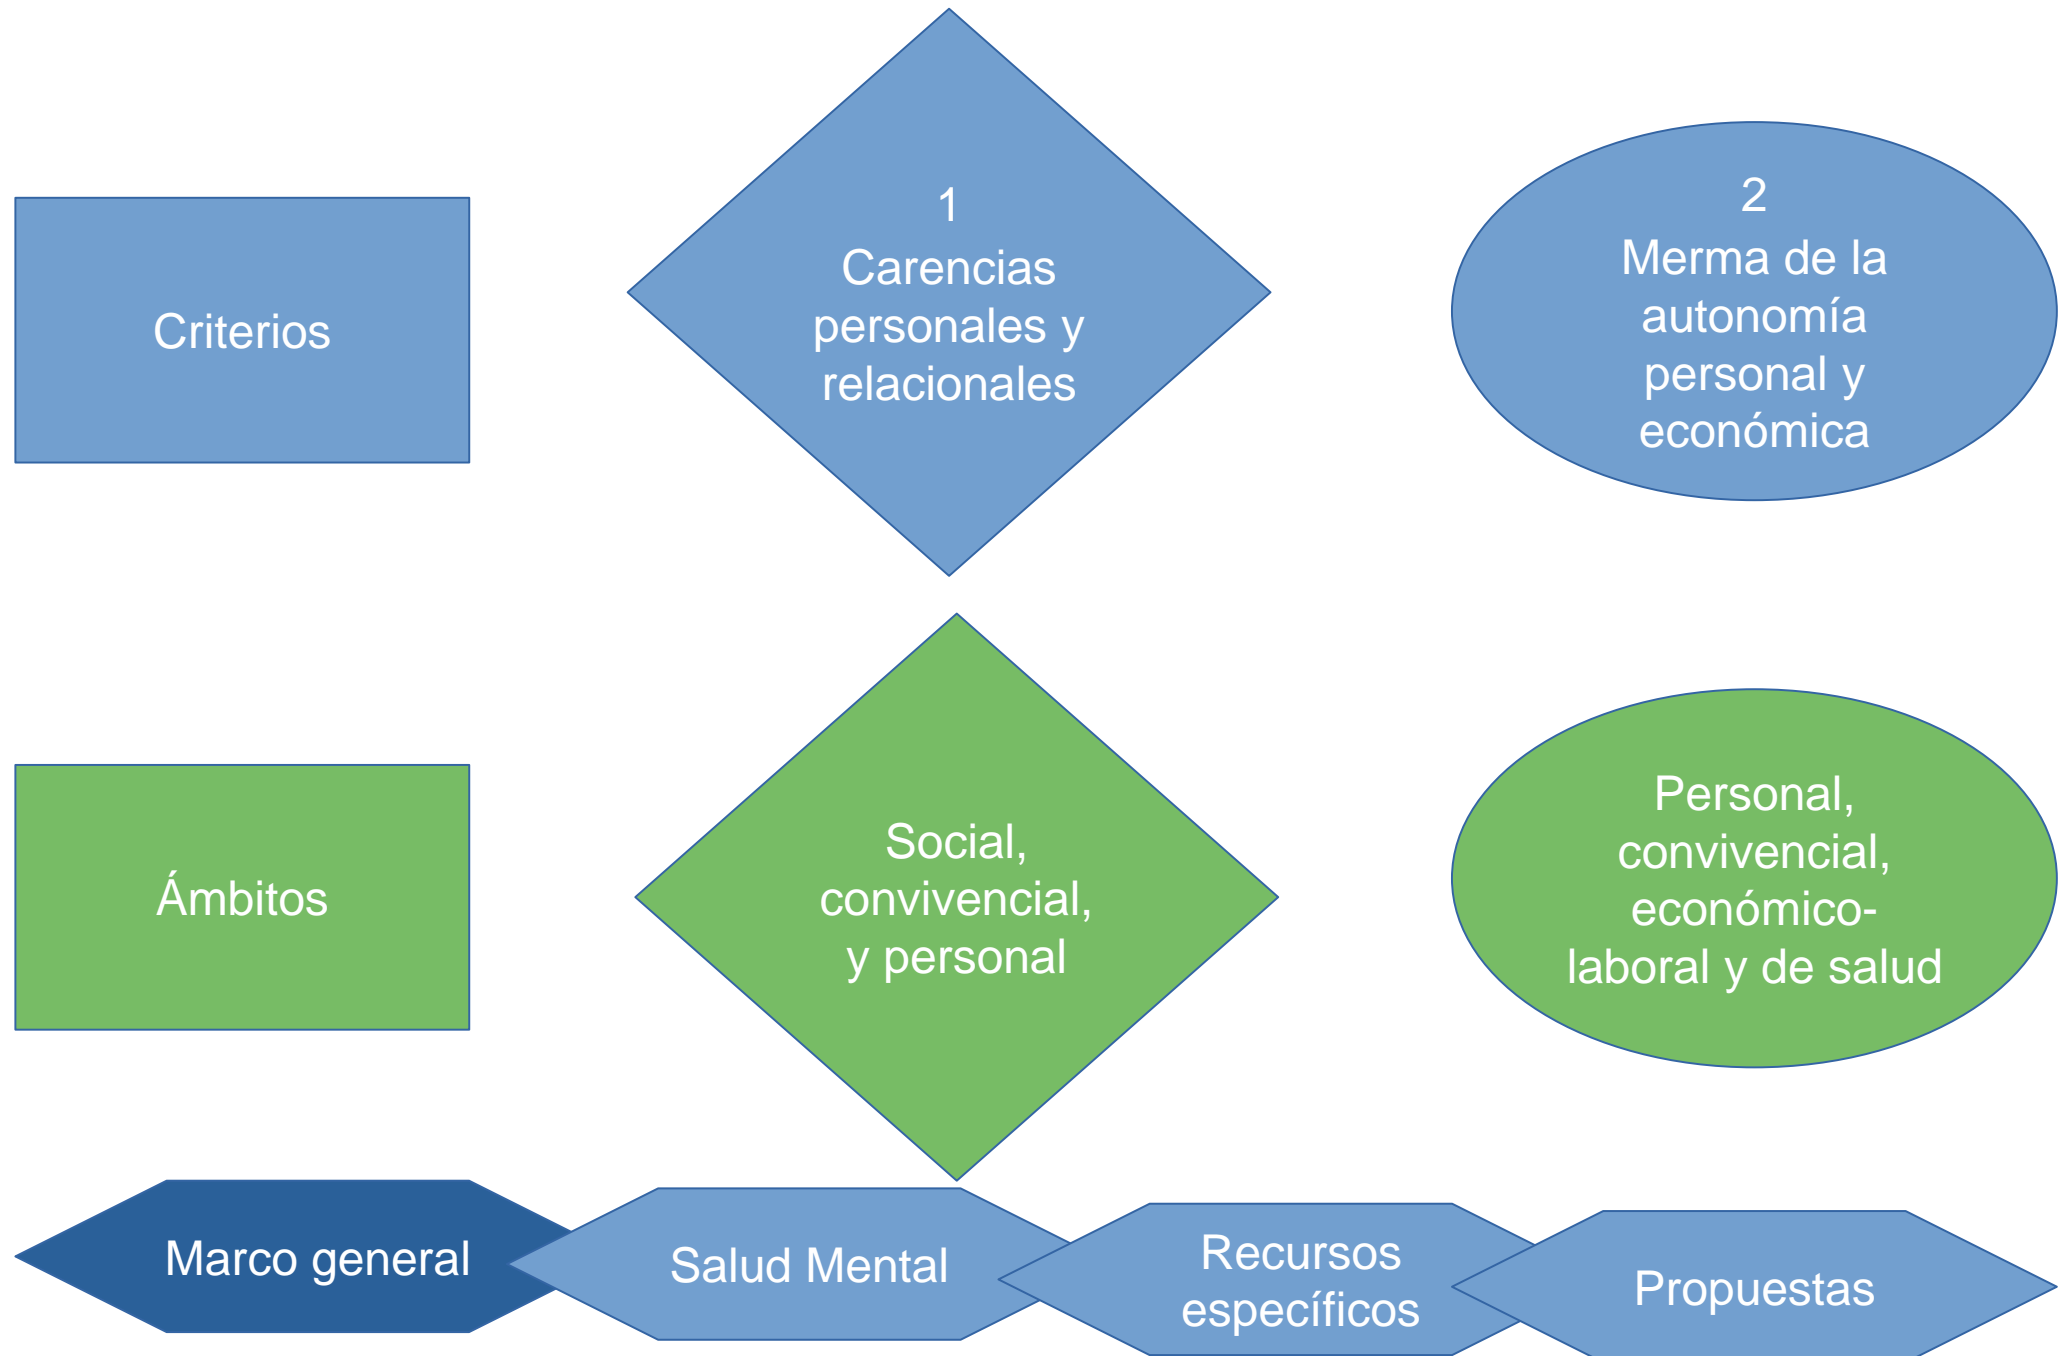 Criterios
1
Carencias
personales y
relacionales
2
Merma de la
autonomía
personal y
económica
Ámbitos
Social,
convivencial,
y personal
Personal,
convivencial,
económico-
laboral y de salud
Marco general
Salud Mental
Recursos
específicos
Propuestas